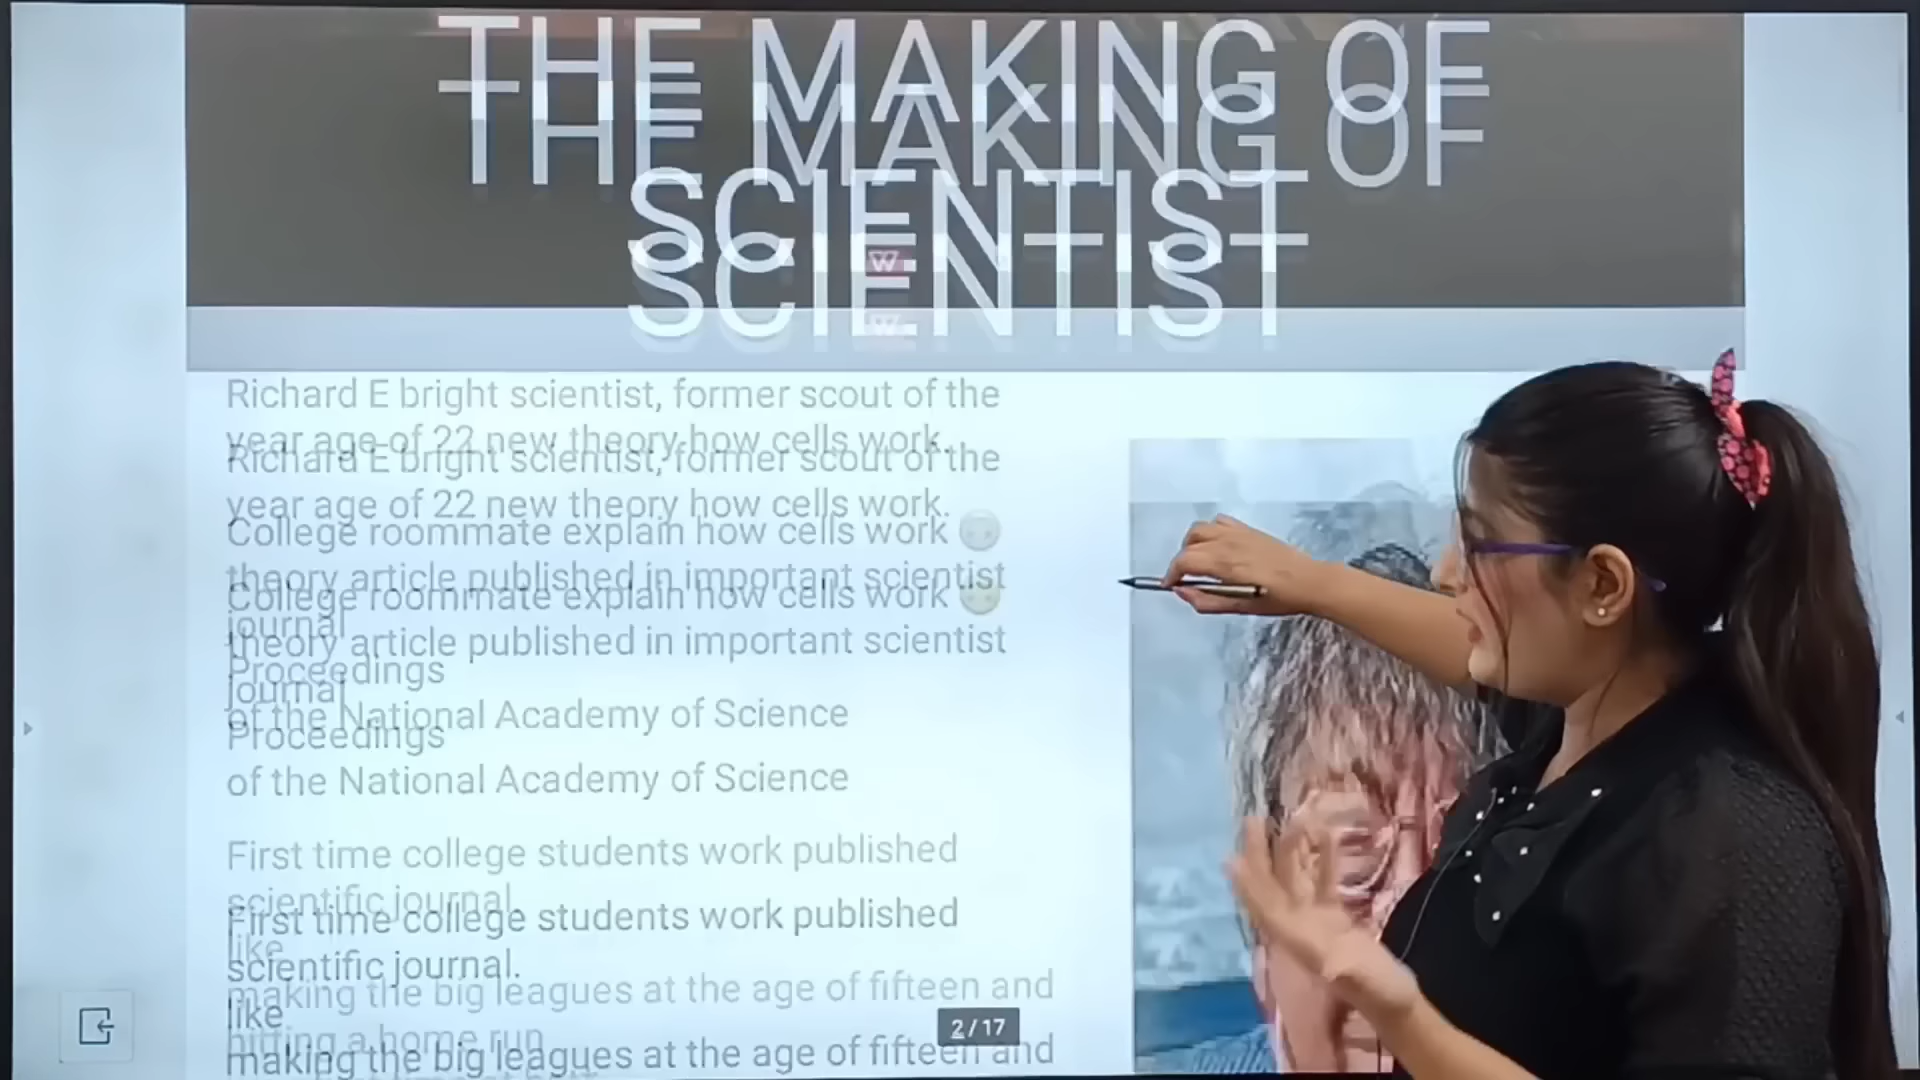 THE MAKING OF
SCIENTIST
Richard E bright scientist, former scout of the
year age of 22 new theory how cells work.
College roommate explain how cells work
theory article published in important scientist
journal
Proceedings
of the National Academy of Science
First time college students work published
scientific journal.
like
making the big leagues at the age of fifteen and
hitting a home run
2/17